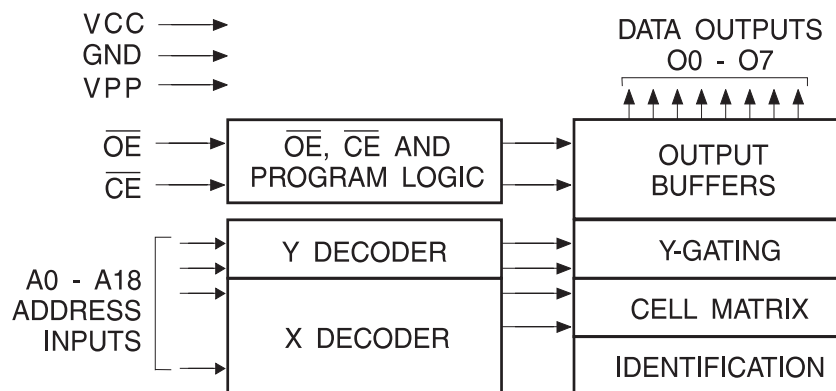 VCC
GND
VPP
DATA OUTPUTS
O0 - O7
OE
CE
OE, CE AND
PROGRAM LOGIC
OUTPUT
BUFFERS
A0 - A18
ADDRESS
INPUTS
Y DECODER
X DECODER
Y-GATING
CELL MATRIX
IDENTIFICATION